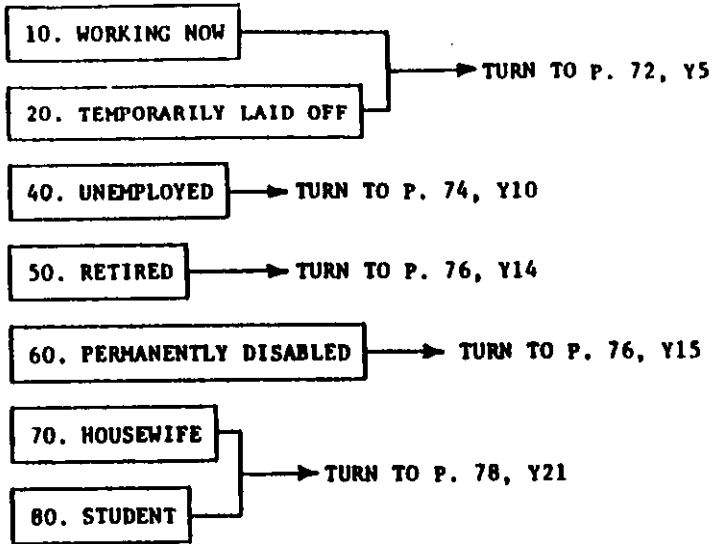 10. WORKING NOW
TURN TO P. 72, Y5
20. TEMPORARILY LAID OFF
40. UNEMPLOYED TURN TO P. 74, Y10
50. RETIRED TURN TO P. 76, Y14
60. PERMANENTLY DISABLED TURN TO P. 76, Y15
70. HOUSEWIFE
TURN TO P. 78, Y21
80. STUDENT